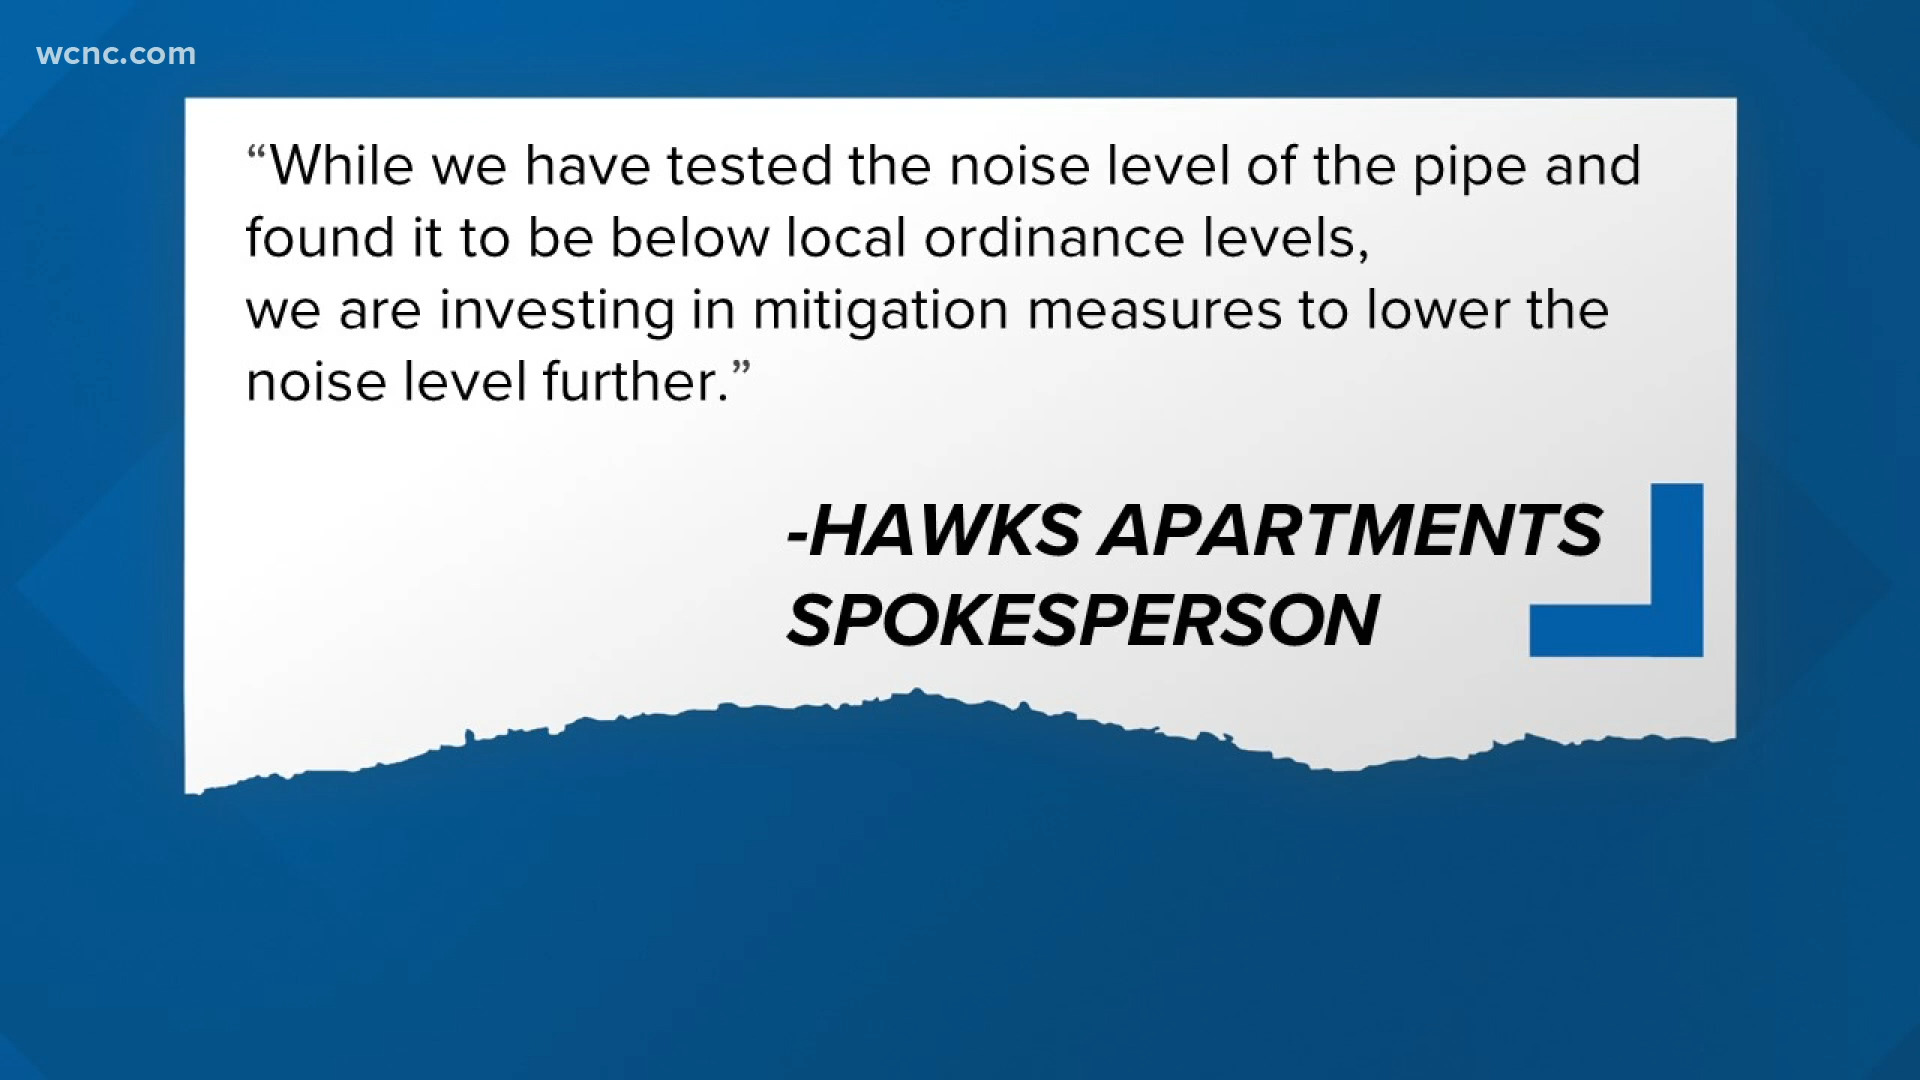 wcnc.com
“While we have tested the noise level of the pipe and
found it to be below local ordinance levels,
we are investing in mitigation measures to lower the
noise level further.”
-HAWKS APARTMENTS
SPOKESPERSON